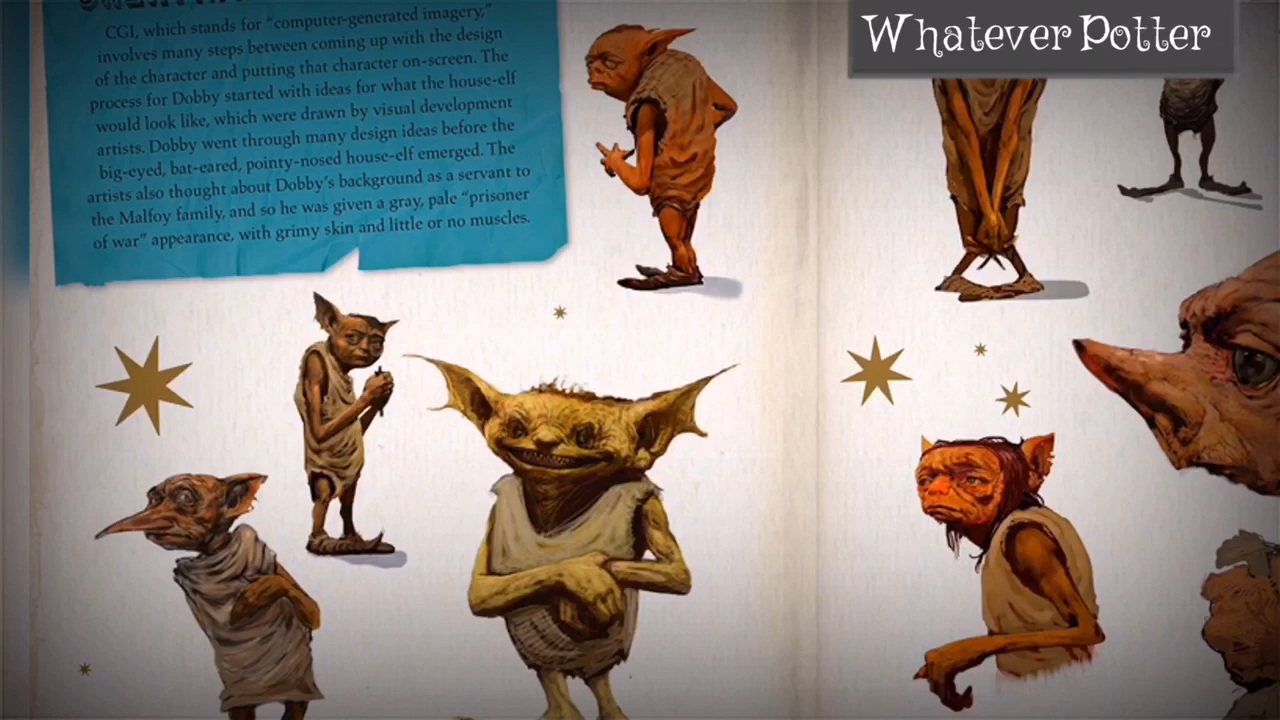 CGI, which stands for “computer-generated imagery,”
involves many steps between coming up with the design
of the character and putting that character on-screen. The
process for Dobby started with ideas for what the house-elf
would look like, which were drawn by visual development
artists. Dobby went through many design ideas before the
big-eyed, bat-eared, pointy-nosed house-elf emerged. The
artists also thought about Dobby’s background as a servant to
the Malfoy family, and so he was given a gray, pale “prisoner
of war” appearance, with grimy skin and little or no muscles.
Whatever Potter